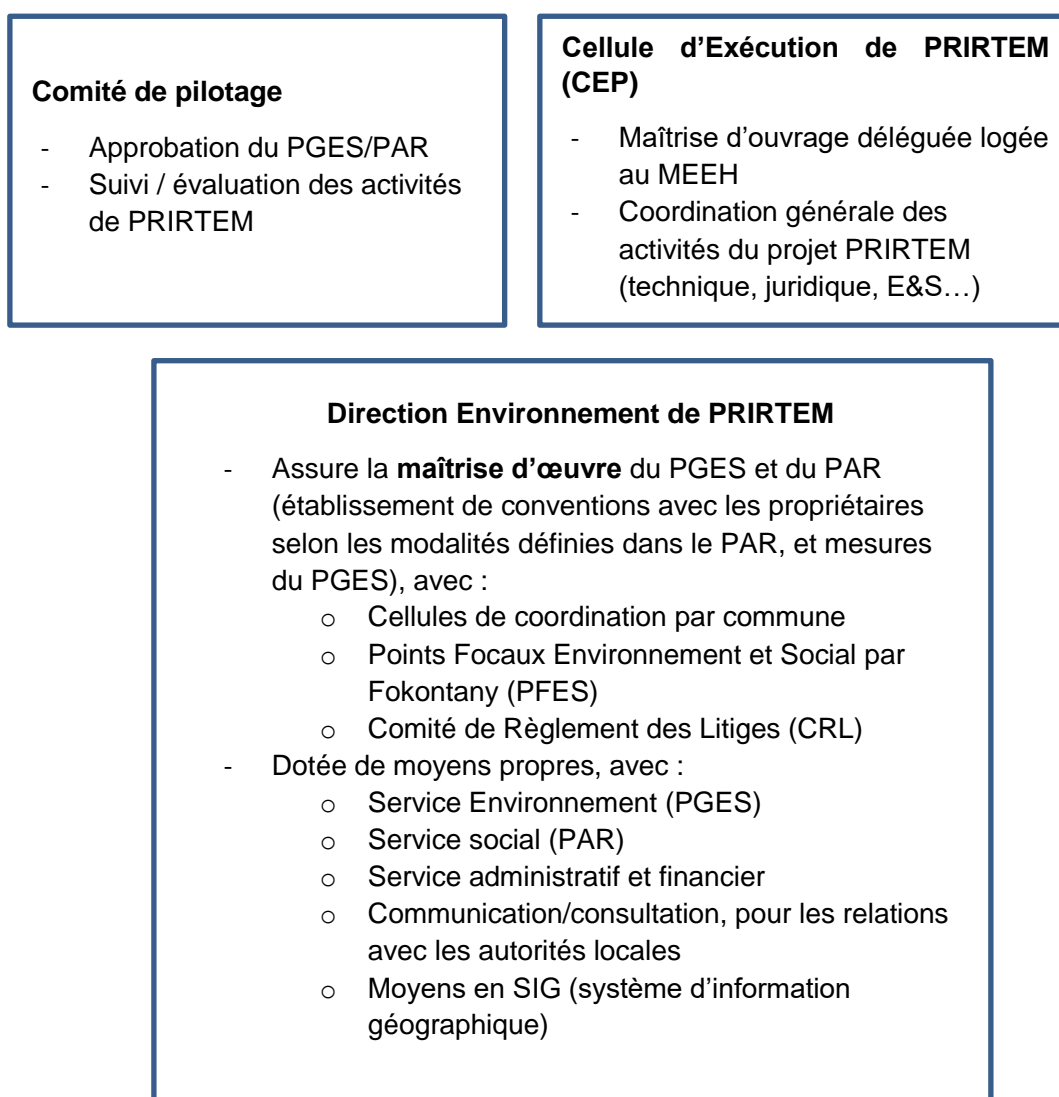 Comité de pilotage
- Approbation du PGES/PAR
- Suivi / évaluation des activités
de PRIRTEM
Cellule d’Exécution de PRIRTEM
(CEP)
- Maîtrise d’ouvrage déléguée logée
au MEEH
- Coordination générale des
activités du projet PRIRTEM
(technique, juridique, E&S…)
Direction Environnement de PRIRTEM
- Assure la maîtrise d’œuvre du PGES et du PAR
(établissement de conventions avec les propriétaires
selon les modalités définies dans le PAR, et mesures
du PGES), avec :
o Cellules de coordination par commune
o Points Focaux Environnement et Social par
Fokontany (PFES)
o Comité de Règlement des Litiges (CRL)
- Dotée de moyens propres, avec :
o Service Environnement (PGES)
o Service social (PAR)
o Service administratif et financier
o Communication/consultation, pour les relations
avec les autorités locales
o Moyens en SIG (système d’information
géographique)